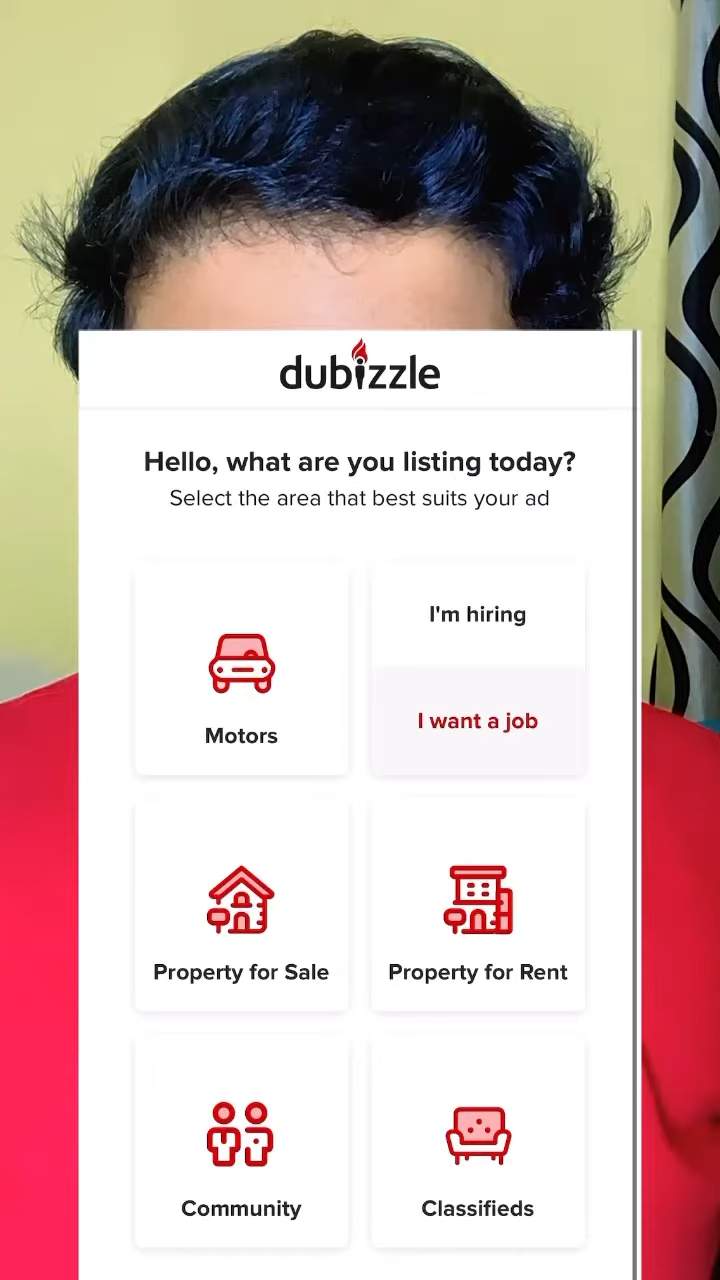 dubizzle
Hello, what are you listing today?
Select the area that best suits your ad
Motors
I'm hiring
I want a job
Property for Sale
Property for Rent
Community
Classifieds